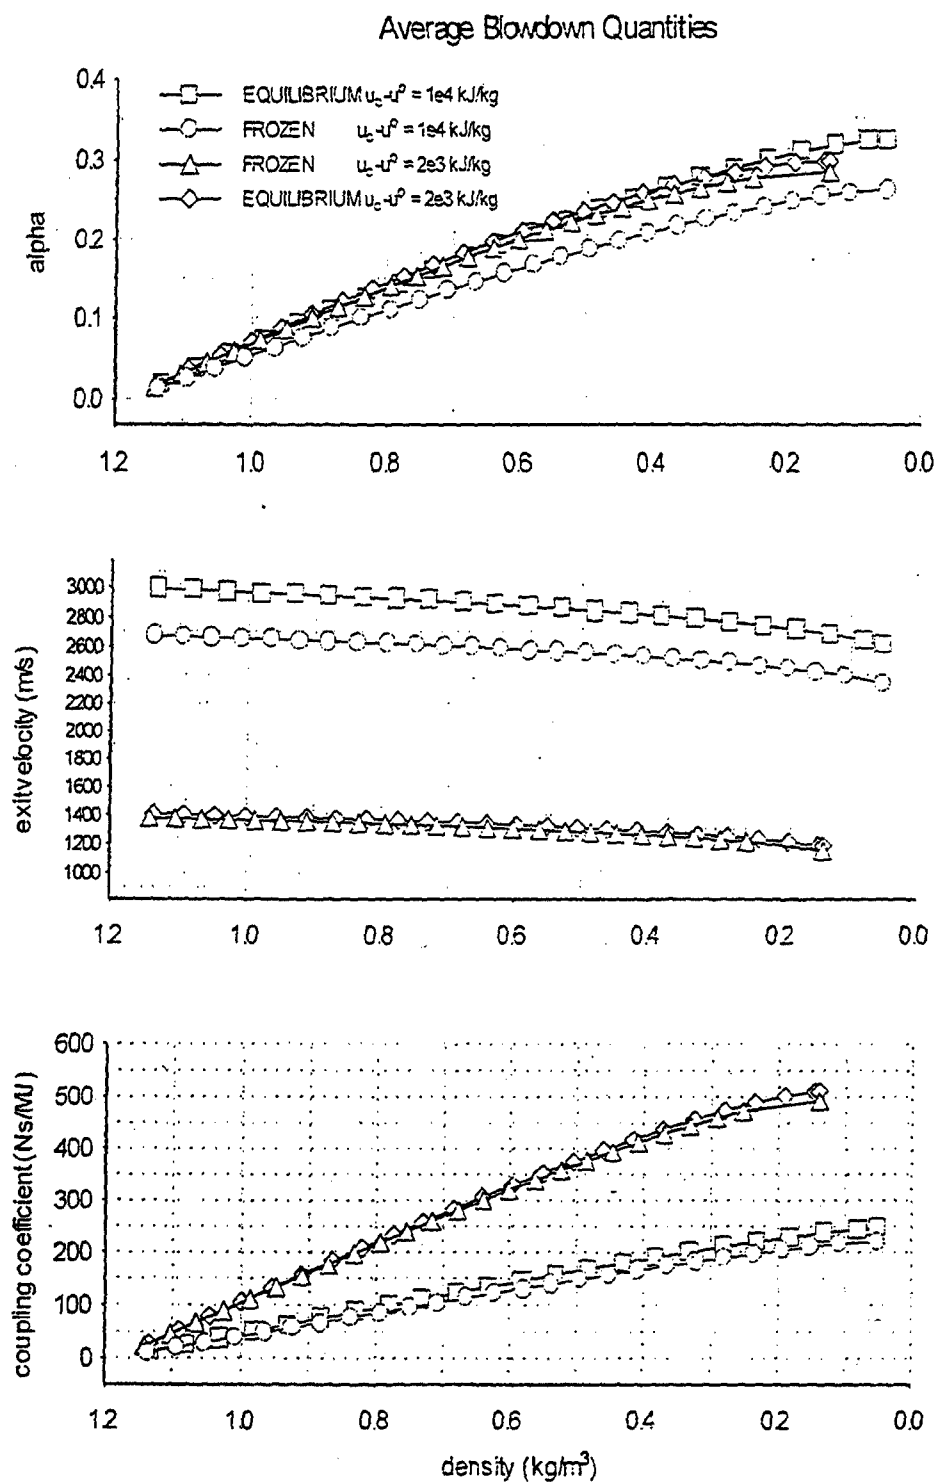 Average Blowdown Quantities
0.4
0.3
0.2
0.1
0.0
alpha
EQUILIBRIUM u_c-u^o = 1e4 kJ/kg
FROZEN u_c-u^o = 1e4 kJ/kg
FROZEN u_c-u^o = 2e3 kJ/kg
EQUILIBRIUM u_c-u^o = 2e3 kJ/kg
1.2 1.0 0.8 0.6 0.4 0.2 0.0
3000
2800
2600
2400
2200
2000
1800
1600
1400
1200
1000
exit velocity (m/s)
1.2 1.0 0.8 0.6 0.4 0.2 0.0
600
500
400
300
200
100
0
coupling coefficient (Ns/MJ)
1.2 1.0 0.8 0.6 0.4 0.2 0.0
density (kg/m³)